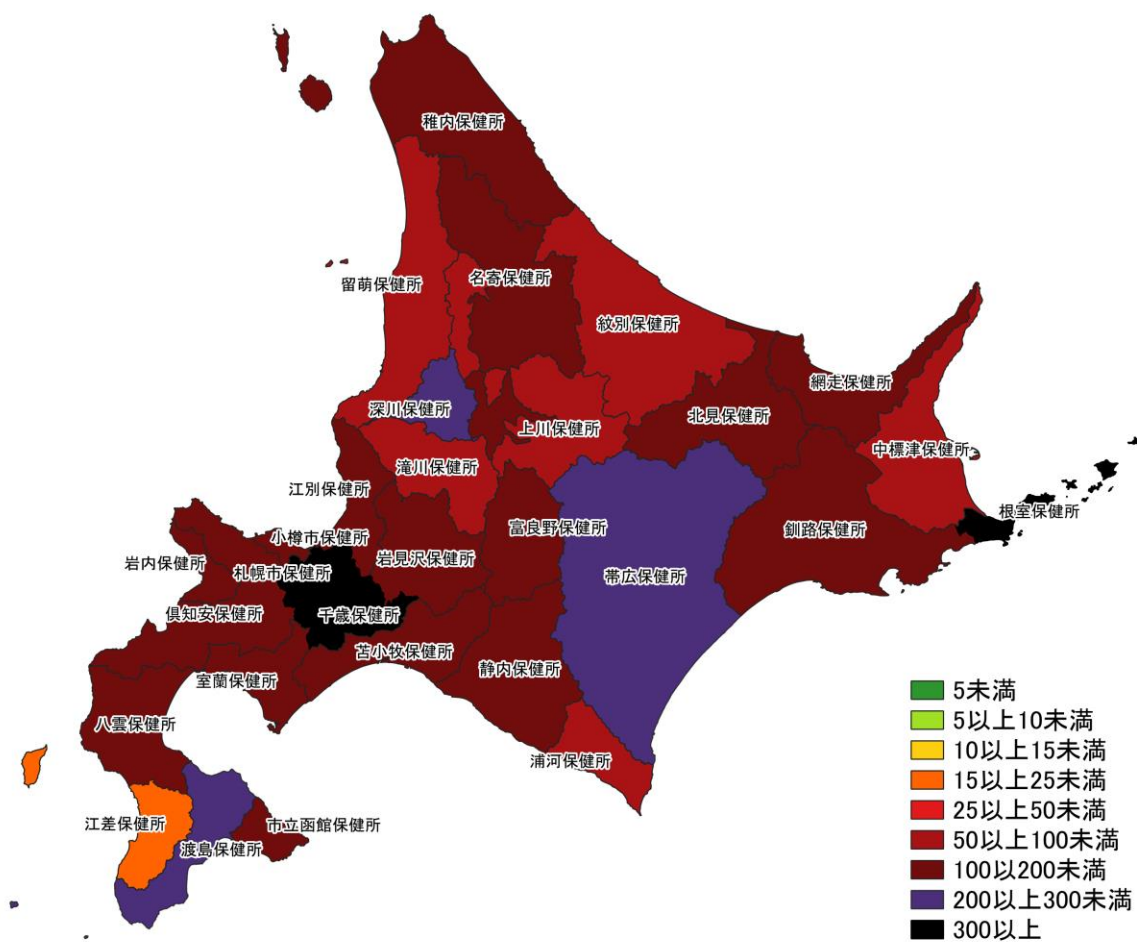 稚内保健所
名寄保健所
留萌保健所
紋別保健所
網走保健所
深川保健所
北見保健所
上川保健所
中標津保健所
滝川保健所
江別保健所
根室保健所
富良野保健所
釧路保健所
小樽市保健所
岩見沢保健所
岩内保健所
札幌市保健所
帯広保健所
倶知安保健所
千歳保健所
苫小牧保健所
静内保健所
室蘭保健所
八雲保健所
浦河保健所
江差保健所
市立函館保健所
渡島保健所
5未満
5以上10未満
10以上15未満
15以上25未満
25以上50未満
50以上100未満
100以200未満
200以上300未満
300以上